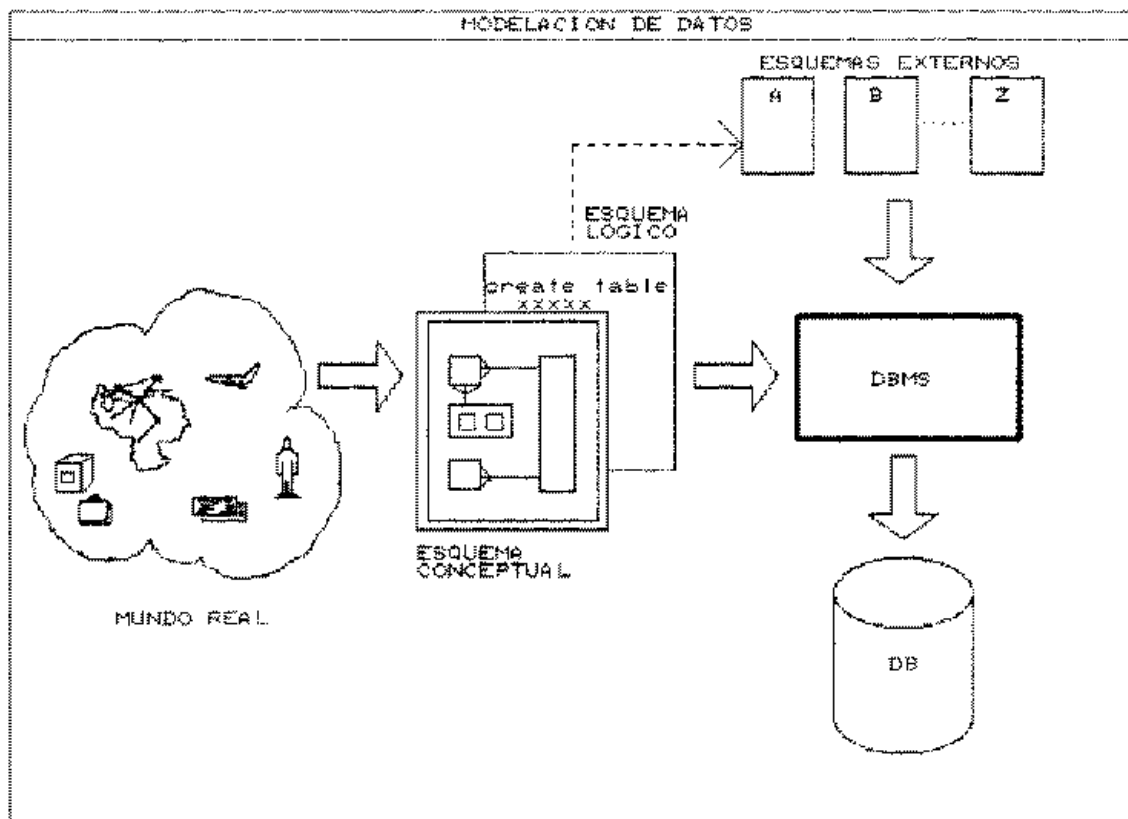 MODELACION DE DATOS
ESQUEMAS EXTERNOS
A
B
Z
ESQUEMA
LOGICO
create table
xxxxx
DBMS
ESQUEMA
CONCEPTUAL
MUNDO REAL
DB